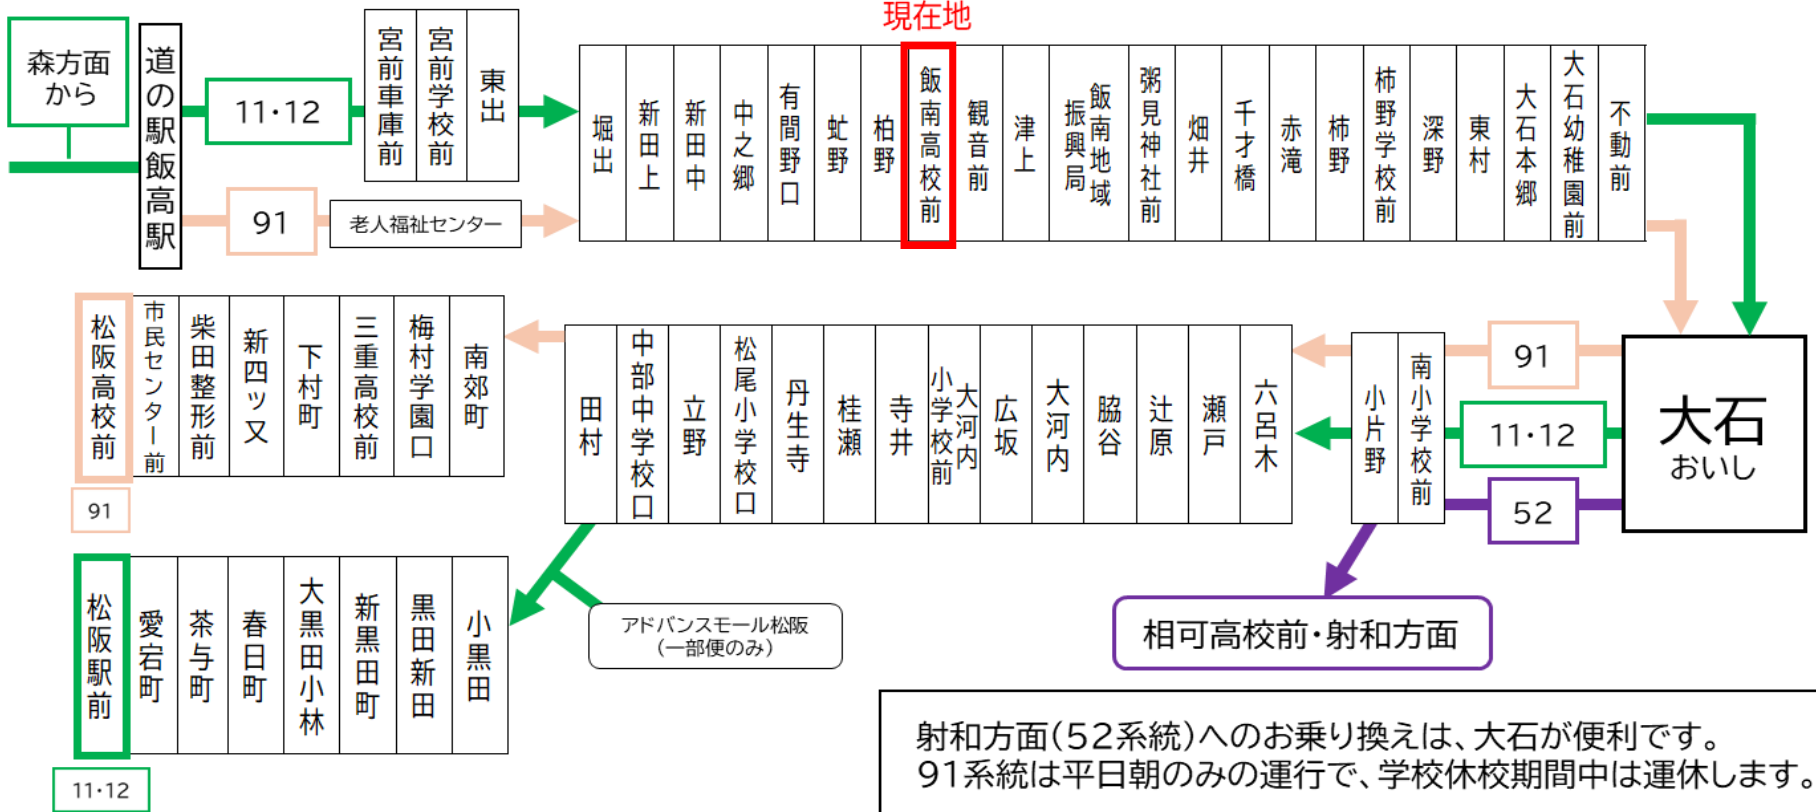 現在地
森方面
から
道の駅飯高駅
11・12
宮前車庫前
宮前学校前
東出
91
老人福祉センター
堀出
新田上
新田中
中之郷
有間野口
虻野
柏野
飯南高校前
観音前
津上
飯南地域
振興局
粥見神社前
畑井
千才橋
赤滝
柿野
柿野学校前
深野
東村
大石本郷
大石幼稚園前
不動前
大石
おいし
91
11・12
52
南小学校前
小片野
六呂木
瀬戸
辻原
脇谷
大河内
広坂
大河内
小学校前
寺井
桂瀬
丹生寺
松尾小学校口
立野
中部中学校口
田村
南郊町
梅村学園口
三重高校前
下村町
新四ッ又
柴田整形前
市民センター前
松阪高校前
91
小黒田
黒田新田
新黒田町
大黒田小林
春日町
茶与町
愛宕町
松阪駅前
11・12
アドバンスモール松阪
(一部便のみ)
相可高校前・射和方面
射和方面(52系統)へのお乗り換えは、大石が便利です。
91系統は平日朝のみの運行で、学校休校期間中は運休します。